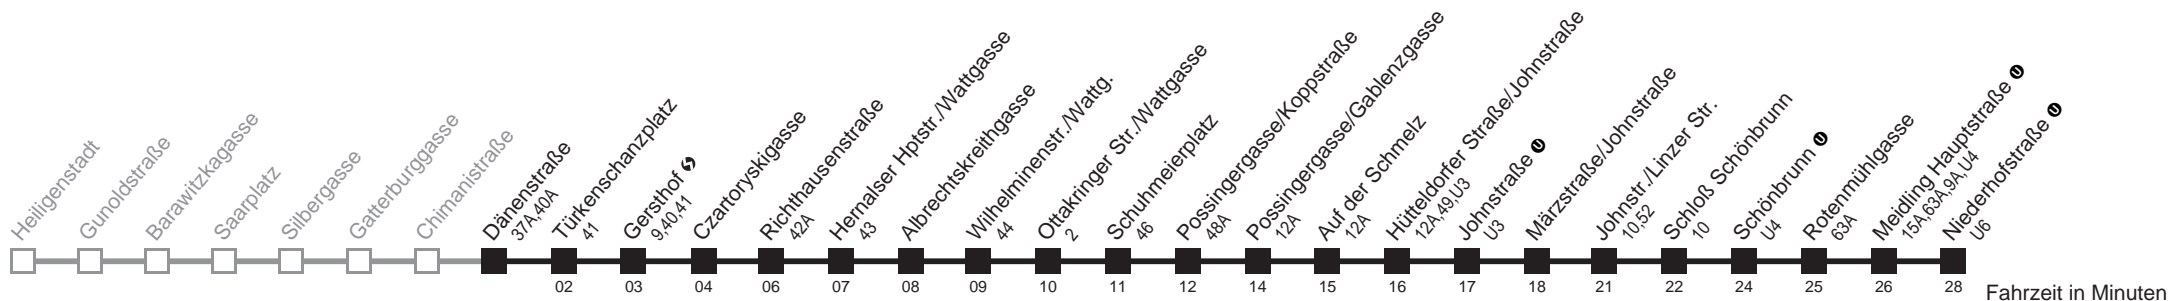 Heiligenstadt
Gunoldstraße
Barawitzkagasse
Saarplatz
Silbergasse
Gatterburggasse
Chimanistraße
Dänenstraße
37A,40A
Türkenschanzplatz
41
Gersthof S
9,40,41
Czartoryskigasse
Richthausenstraße
42A
Hernalser Hptstr./Wattgasse
43
Albrechtskreithgasse
Wilhelminenstr./Wattg.
44
Ottakringer Str./Wattgasse
2
Schuhmeierplatz
46
Possingergasse/Koppstraße
48A
Possingergasse/Gablenzgasse
12A
Auf der Schmelz
12A
Hütteldorfer Straße/Johnstraße
12A,49,U3
Johnstraße U
U3
Märzstraße/Johnstraße
Johnstr./Linzer Str.
10,52
Schloß Schönbrunn
10
Schönbrunn U
U4
Rotenmühlgasse
63A
Meidling Hauptstraße U
15A,63A,9A,U4
Niederhofstraße U
U6
02 03 04 06 07 08 09 10 11 12 14 15 16 17 18 21 22 24 25 26 28 Fahrzeit in Minuten